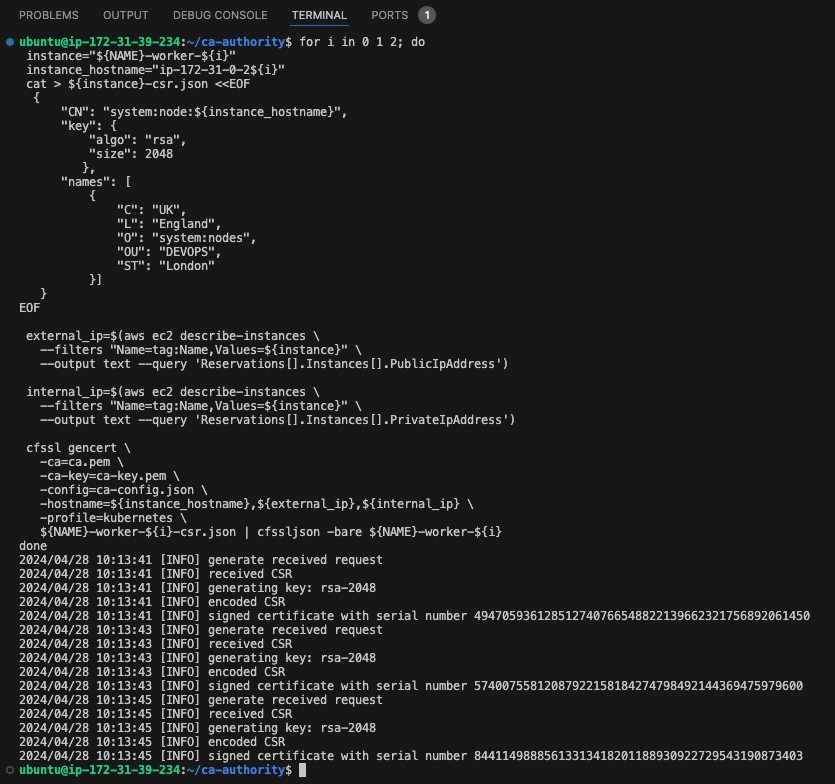 PROBLEMS OUTPUT DEBUG CONSOLE TERMINAL PORTS 1
ubuntu@ip-172-31-39-234:~/ca-authority$ for i in 0 1 2; do
 instance="${NAME}-worker-${i}"
 instance_hostname="ip-172-31-0-2${i}"
 cat > ${instance}-csr.json <<EOF
  {
      "CN": "system:node:${instance_hostname}",
      "key": {
          "algo": "rsa",
          "size": 2048
         },
      "names": [
          {
              "C": "UK",
              "L": "England",
              "O": "system:nodes",
              "OU": "DEVOPS",
              "ST": "London"
          }]
   }
EOF
 external_ip=$(aws ec2 describe-instances \
   --filters "Name=tag:Name,Values=${instance}" \
   --output text --query 'Reservations[].Instances[].PublicIpAddress')
 internal_ip=$(aws ec2 describe-instances \
   --filters "Name=tag:Name,Values=${instance}" \
   --output text --query 'Reservations[].Instances[].PrivateIpAddress')
 cfssl gencert \
   -ca=ca.pem \
   -ca-key=ca-key.pem \
   -config=ca-config.json \
   -hostname=${instance_hostname},${external_ip},${internal_ip} \
   -profile=kubernetes \
   ${NAME}-worker-${i}-csr.json | cfssljson -bare ${NAME}-worker-${i}
done
2024/04/28 10:13:41 [INFO] generate received request
2024/04/28 10:13:41 [INFO] received CSR
2024/04/28 10:13:41 [INFO] generating key: rsa-2048
2024/04/28 10:13:41 [INFO] encoded CSR
2024/04/28 10:13:41 [INFO] signed certificate with serial number 494705936128512740766548822139662321756892061450
2024/04/28 10:13:43 [INFO] generate received request
2024/04/28 10:13:43 [INFO] received CSR
2024/04/28 10:13:43 [INFO] generating key: rsa-2048
2024/04/28 10:13:43 [INFO] encoded CSR
2024/04/28 10:13:43 [INFO] signed certificate with serial number 57400755812087922158184274798492144369475979600
2024/04/28 10:13:45 [INFO] generate received request
2024/04/28 10:13:45 [INFO] received CSR
2024/04/28 10:13:45 [INFO] generating key: rsa-2048
2024/04/28 10:13:45 [INFO] encoded CSR
2024/04/28 10:13:45 [INFO] signed certificate with serial number 84411498885613313418201188930922729543190873403
ubuntu@ip-172-31-39-234:~/ca-authority$